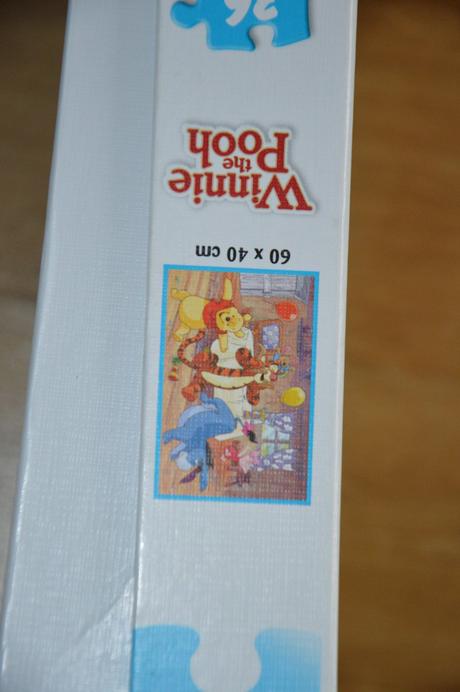 60 x 40 cm
Winnie
the
Pooh